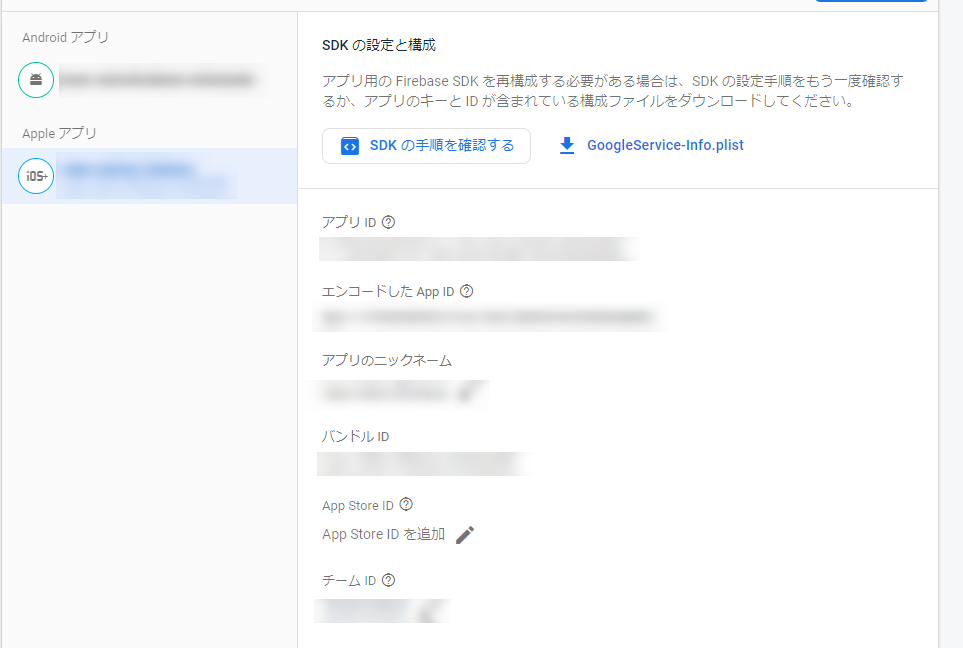 Android アプリ
Apple アプリ
iOS+
SDK の設定と構成
アプリ用の Firebase SDK を再構成する必要がある場合は、SDK の設定手順をもう一度確認す
るか、アプリのキーと ID が含まれている構成ファイルをダウンロードしてください。
SDK の手順を確認する
GoogleService-Info.plist
アプリ ID
エンコードした App ID
アプリのニックネーム
バンドル ID
App Store ID
App Store ID を追加
チーム ID